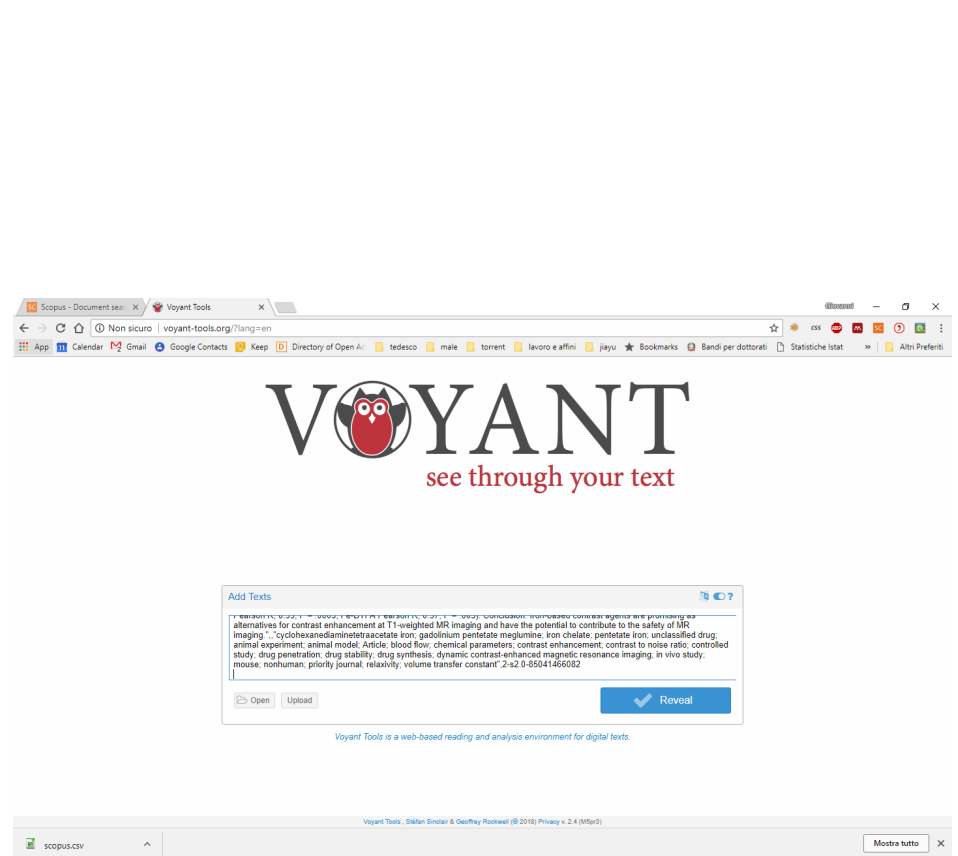 Scopus - Document sear
Voyant Tools
Giovanni
Non sicuro | voyant-tools.org/?lang=en
css
ABP
SC
App
11 Calendar
Gmail
Google Contacts
Keep
D Directory of Open Ac
tedesco
male
torrent
lavoro e affini
jiayu
Bookmarks
Bandi per dottorati
Statistiche Istat
»
Altri Preferiti
VOYANT
see through your text
Add Texts
?
alternatives for contrast enhancement at T1-weighted MR imaging and have the potential to contribute to the safety of MR
imaging.",,"cyclohexanediaminetetraacetate iron; gadolinium pentetate meglumine; iron chelate; pentetate iron; unclassified drug;
animal experiment; animal model; Article; blood flow; chemical parameters; contrast enhancement; contrast to noise ratio; controlled
study; drug penetration; drug stability; drug synthesis; dynamic contrast-enhanced magnetic resonance imaging; in vivo study;
mouse; nonhuman; priority journal; relaxivity; volume transfer constant",2-s2.0-85041466082
Open
Upload
Reveal
Voyant Tools is a web-based reading and analysis environment for digital texts.
Voyant Tools , Stéfan Sinclair & Geoffrey Rockwell (© 2018) Privacy v. 2.4 (M5pr3)
scopus.csv
Mostra tutto